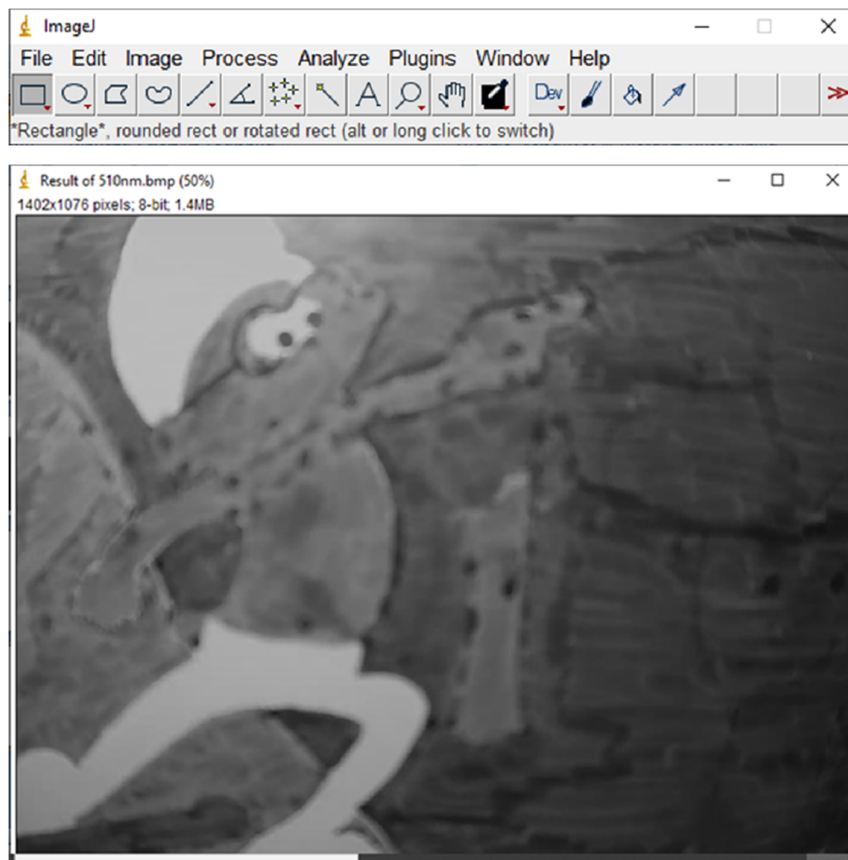 ImageJ
File Edit Image Process Analyze Plugins Window Help
A Dev
*Rectangle*, rounded rect or rotated rect (alt or long click to switch)
Result of 510nm.bmp (50%)
1402x1076 pixels; 8-bit; 1.4MB